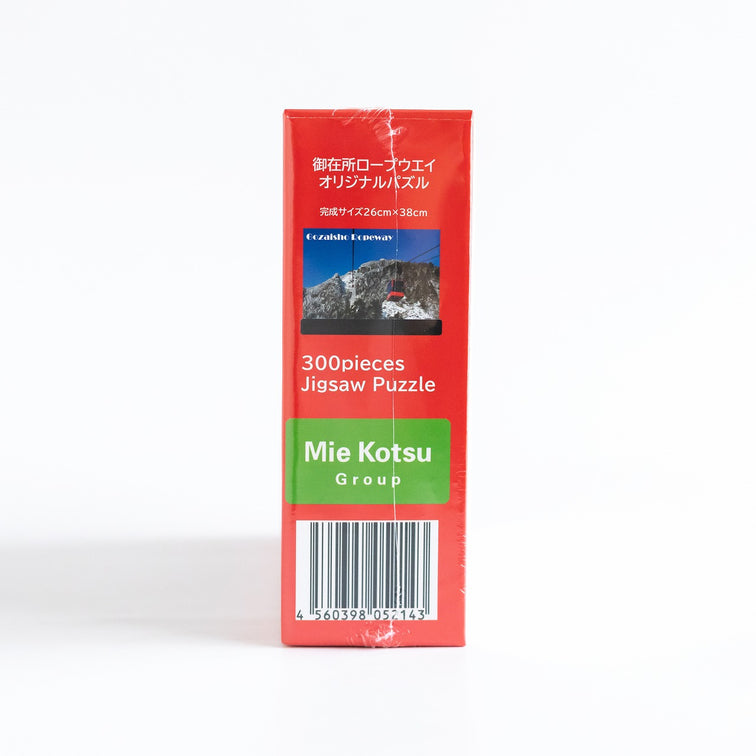 御在所ロープウエイ
オリジナルパズル
完成サイズ26cm×38cm
Gozaisho Ropeway
300pieces
Jigsaw Puzzle
Mie Kotsu
Group
4 560398 052143